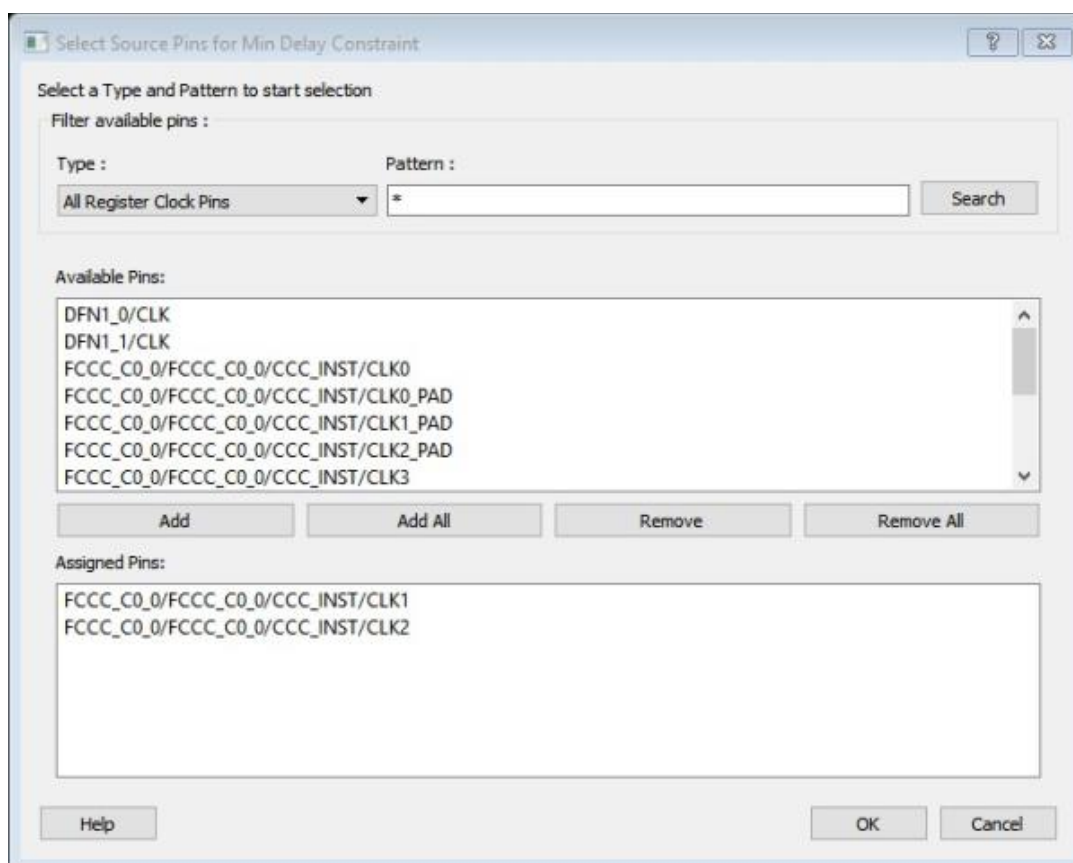 Select Source Pins for Min Delay Constraint
Select a Type and Pattern to start selection
Filter available pins :
Type : Pattern :
All Register Clock Pins * Search
Available Pins:
DFN1_0/CLK
DFN1_1/CLK
FCCC_C0_0/FCCC_C0_0/CCC_INST/CLK0
FCCC_C0_0/FCCC_C0_0/CCC_INST/CLK0_PAD
FCCC_C0_0/FCCC_C0_0/CCC_INST/CLK1_PAD
FCCC_C0_0/FCCC_C0_0/CCC_INST/CLK2_PAD
FCCC_C0_0/FCCC_C0_0/CCC_INST/CLK3
Add Add All Remove Remove All
Assigned Pins:
FCCC_C0_0/FCCC_C0_0/CCC_INST/CLK1
FCCC_C0_0/FCCC_C0_0/CCC_INST/CLK2
Help OK Cancel